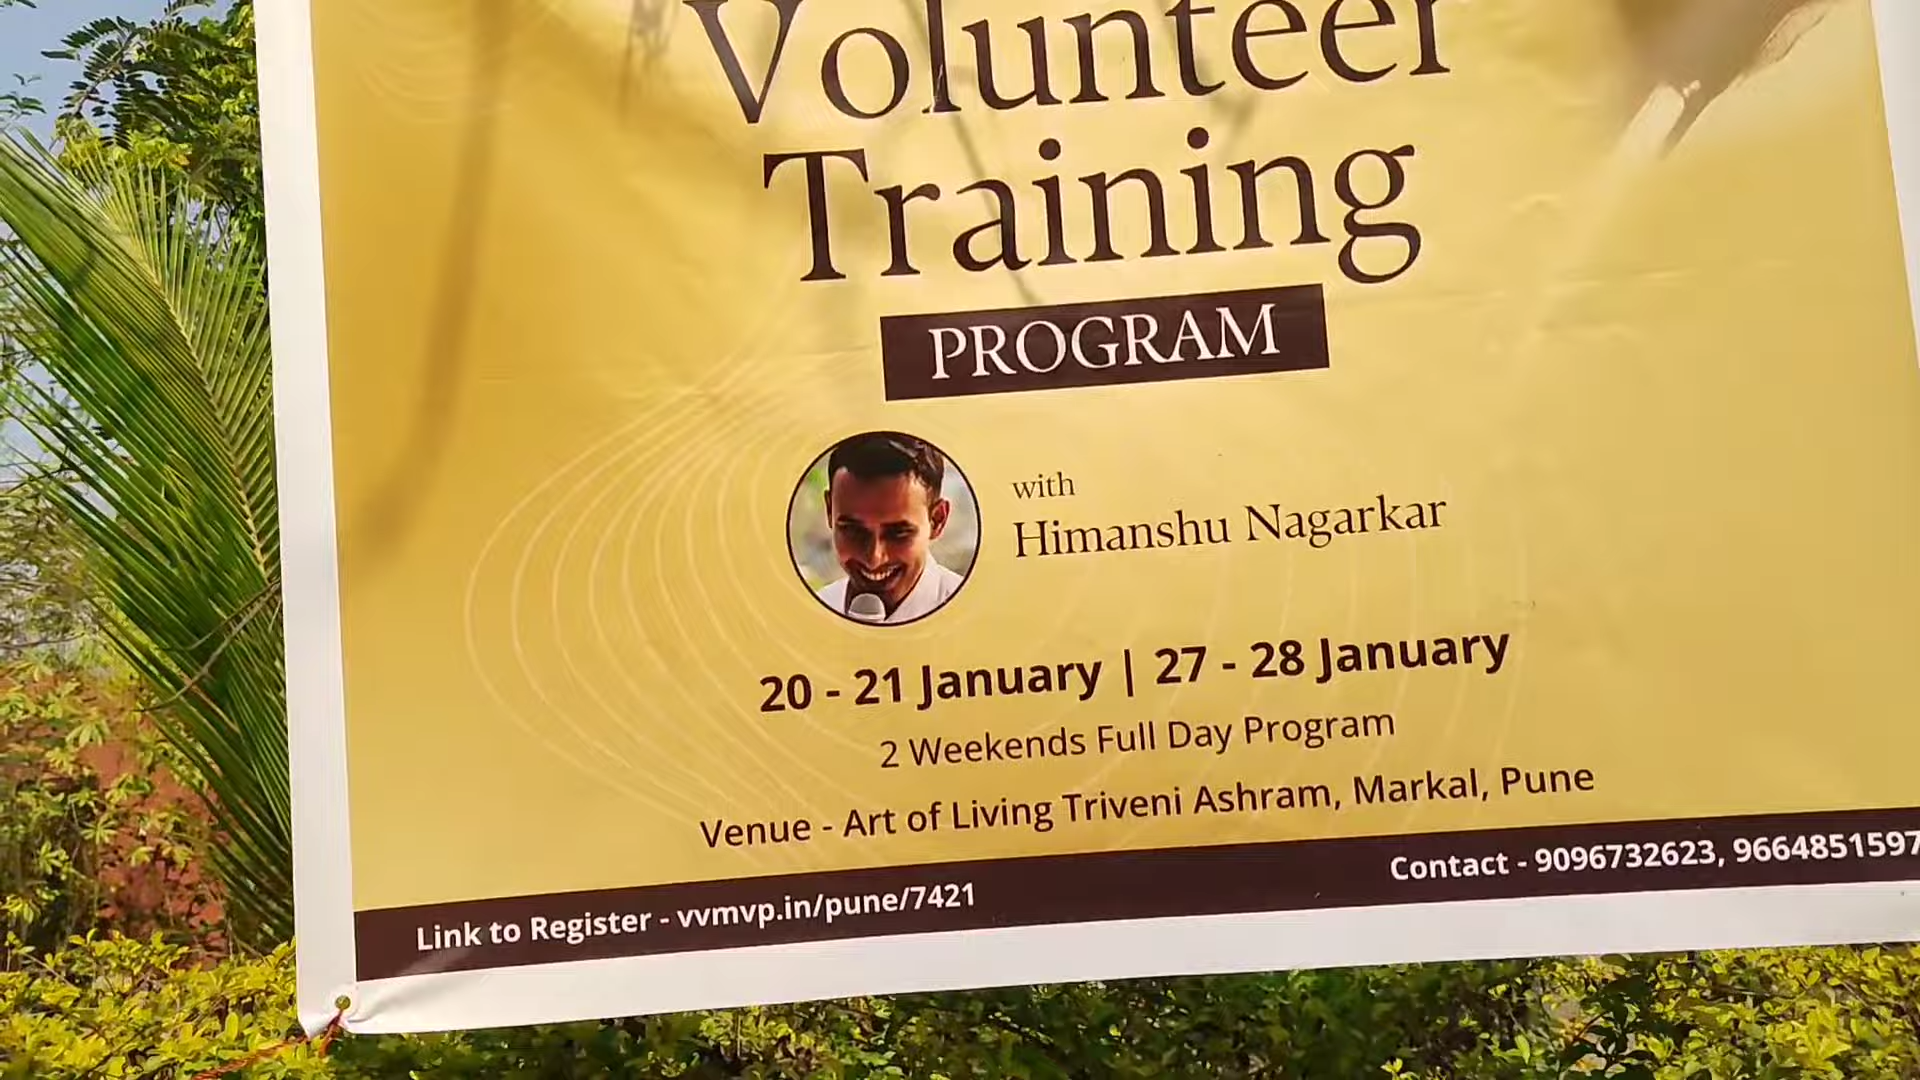 Volunteer
Training
PROGRAM
with
Himanshu Nagarkar
20 - 21 January | 27 - 28 January
2 Weekends Full Day Program
Venue - Art of Living Triveni Ashram, Markal, Pune
Link to Register - vvmvp.in/pune/7421
Contact - 9096732623, 9664851597